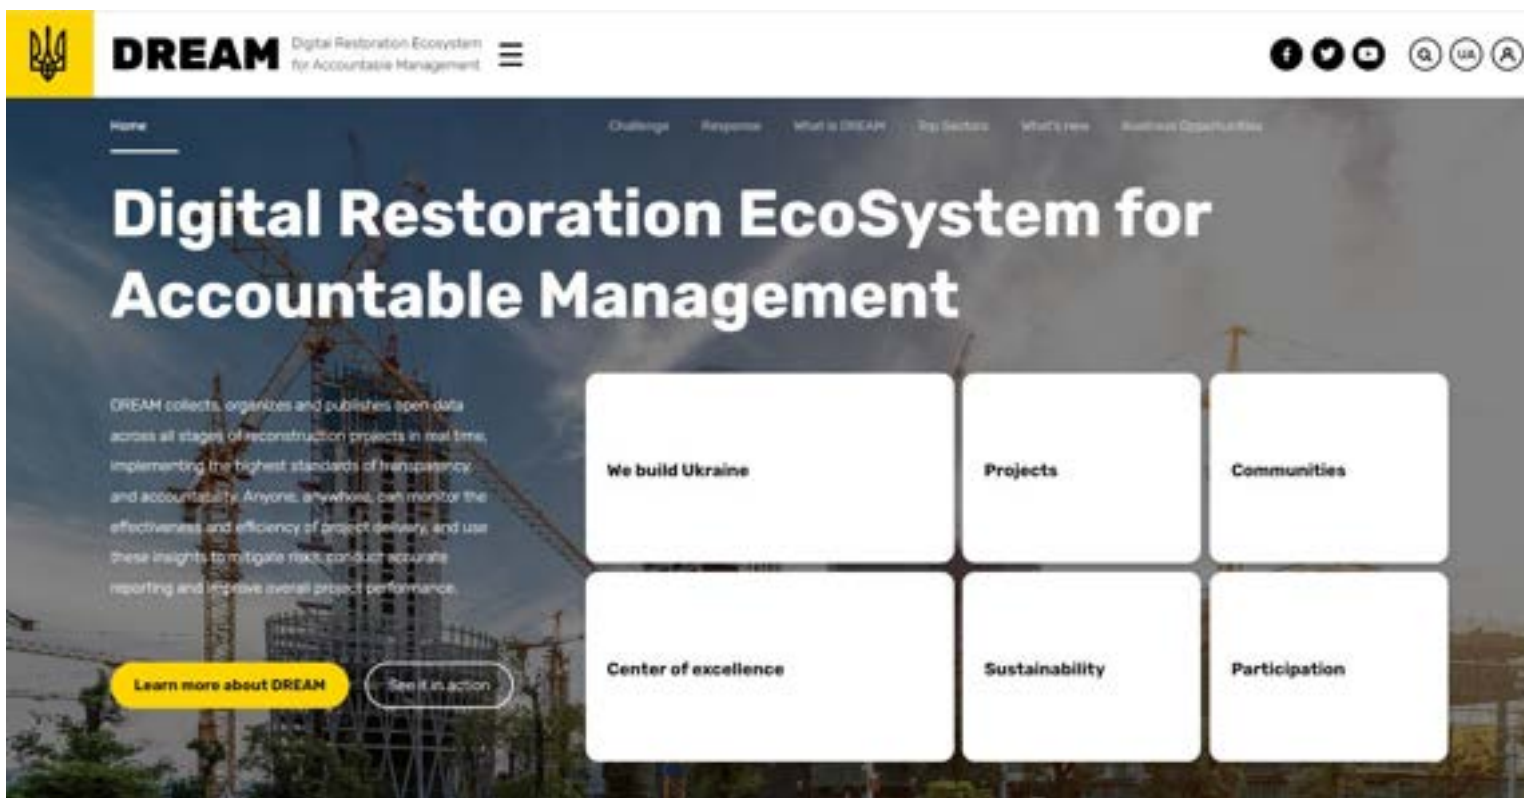 DREAM
Digital Restoration Ecosystem
for Accountable Management
UA
Home
Challenge
Response
What is DREAM
Top Sectors
What's new
Business Opportunities
Digital Restoration EcoSystem for
Accountable Management
DREAM collects, organizes and publishes open data
across all stages of reconstruction projects in real time,
implementing the highest standards of transparency
and accountability. Anyone, anywhere, can monitor the
effectiveness and efficiency of project delivery, and use
these insights to mitigate risks, conduct accurate
reporting and improve overall project performance.
Learn more about DREAM
See it in action
We build Ukraine
Projects
Communities
Center of excellence
Sustainability
Participation